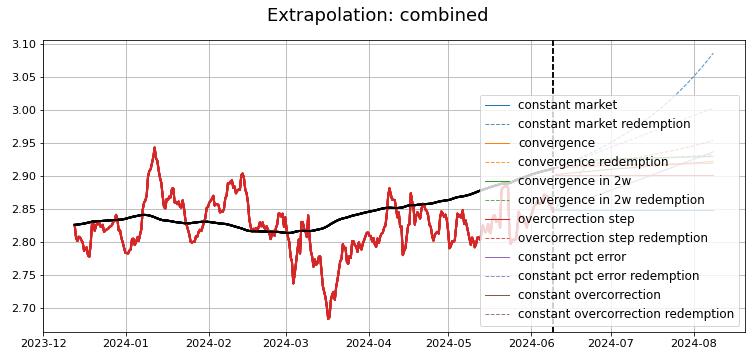 Extrapolation: combined
3.10
3.05
3.00
2.95
2.90
2.85
2.80
2.75
2.70
constant market
constant market redemption
convergence
convergence redemption
convergence in 2w
convergence in 2w redemption
overcorrection step
overcorrection step redemption
constant pct error
constant pct error redemption
constant overcorrection
constant overcorrection redemption
2023-12 2024-01 2024-02 2024-03 2024-04 2024-05 2024-06 2024-07 2024-08